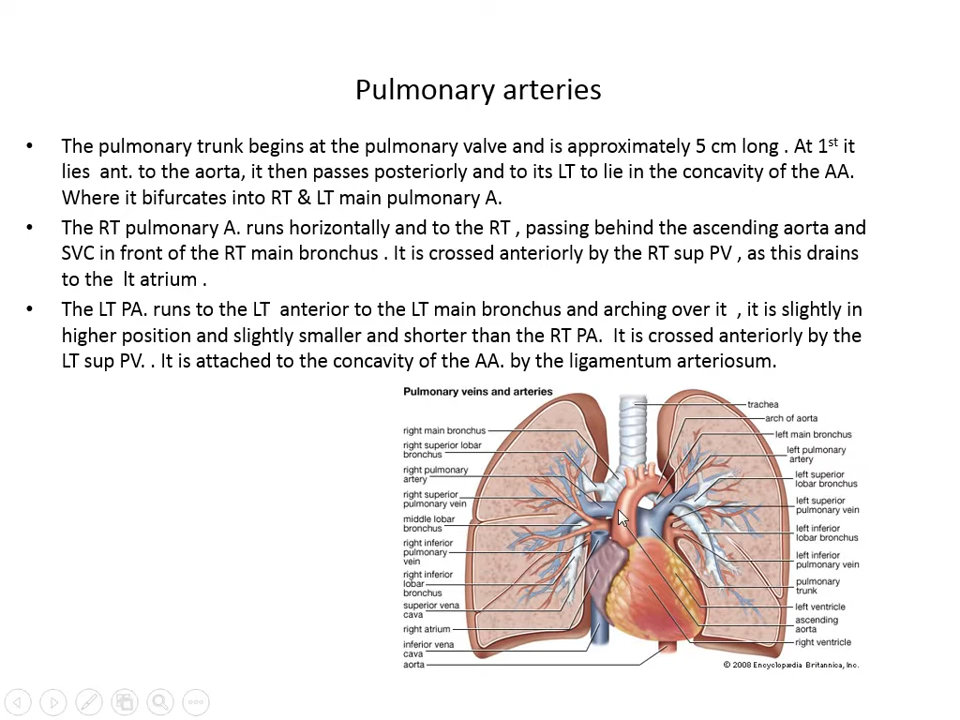 Pulmonary arteries
• The pulmonary trunk begins at the pulmonary valve and is approximately 5 cm long . At 1st it
lies ant. to the aorta, it then passes posteriorly and to its LT to lie in the concavity of the AA.
Where it bifurcates into RT & LT main pulmonary A.
• The RT pulmonary A. runs horizontally and to the RT , passing behind the ascending aorta and
SVC in front of the RT main bronchus . It is crossed anteriorly by the RT sup PV , as this drains
to the lt atrium .
• The LT PA. runs to the LT anterior to the LT main bronchus and arching over it , it is slightly in
higher position and slightly smaller and shorter than the RT PA. It is crossed anteriorly by the
LT sup PV. . It is attached to the concavity of the AA. by the ligamentum arteriosum.
Pulmonary veins and arteries
right main bronchus
right superior lobar
bronchus
right pulmonary
artery
right superior
pulmonary vein
middle lobar
bronchus
right inferior
pulmonary
vein
right inferior
lobar
bronchus
superior vena
cava
right atrium
inferior vena
cava
aorta
trachea
arch of aorta
left main bronchus
left pulmonary
artery
left superior
lobar bronchus
left superior
pulmonary vein
left inferior
lobar bronchus
left inferior
pulmonary vein
pulmonary
trunk
left ventricle
ascending
aorta
right ventricle
© 2008 Encyclopædia Britannica, Inc.